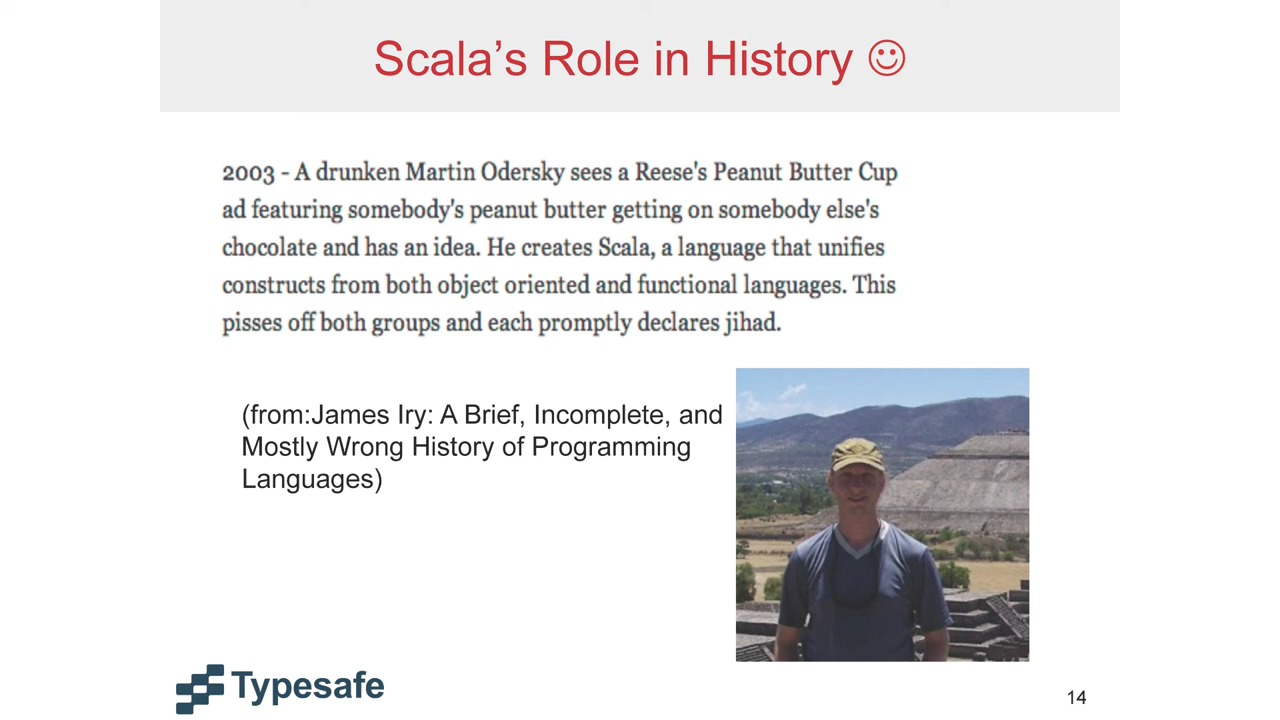 Scala’s Role in History ☺
2003 - A drunken Martin Odersky sees a Reese's Peanut Butter Cup
ad featuring somebody's peanut butter getting on somebody else's
chocolate and has an idea. He creates Scala, a language that unifies
constructs from both object oriented and functional languages. This
pisses off both groups and each promptly declares jihad.
(from:James Iry: A Brief, Incomplete, and
Mostly Wrong History of Programming
Languages)
Typesafe
14